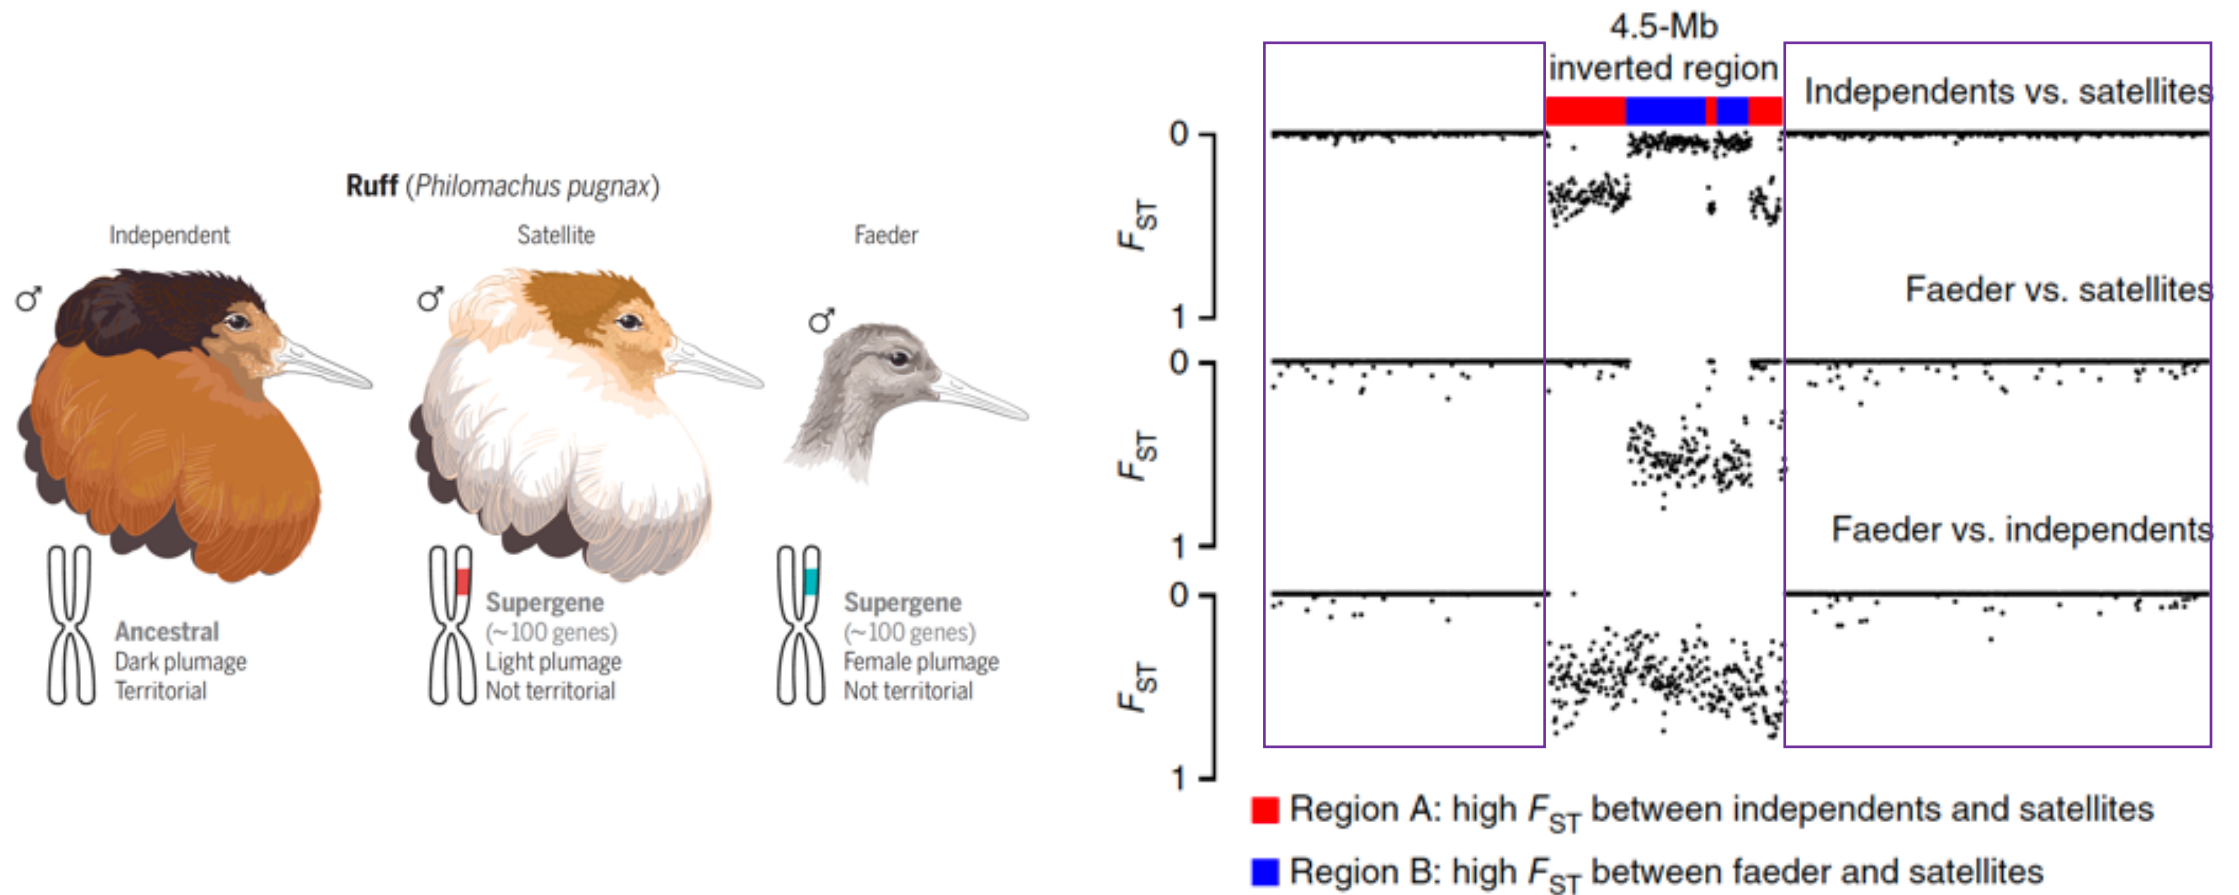 Ruff (Philomachus pugnax)
Independent
Satellite
Faeder
♂
♂
♂
Ancestral
Dark plumage
Territorial
Supergene
(~100 genes)
Light plumage
Not territorial
Supergene
(~100 genes)
Female plumage
Not territorial
4.5-Mb
inverted region
Independents vs. satellites
0
FST
1
Faeder vs. satellites
0
FST
1
Faeder vs. independents
0
FST
1
Region A: high FST between independents and satellites
Region B: high FST between faeder and satellites